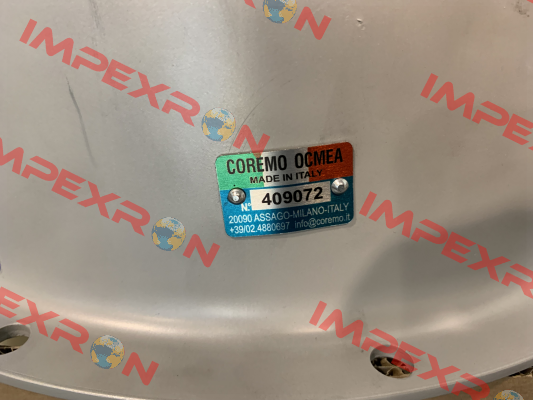 COREMO OCMEA
MADE IN ITALY
N.° 409072
20090 ASSAGO-MILANO-ITALY
+39/02.4880697 info@coremo.it
IMPEXRON
IMPEXRON
IMPEXRON
IMPEXRON
IMPEXRON
IMPEXRON
IMPEXRON